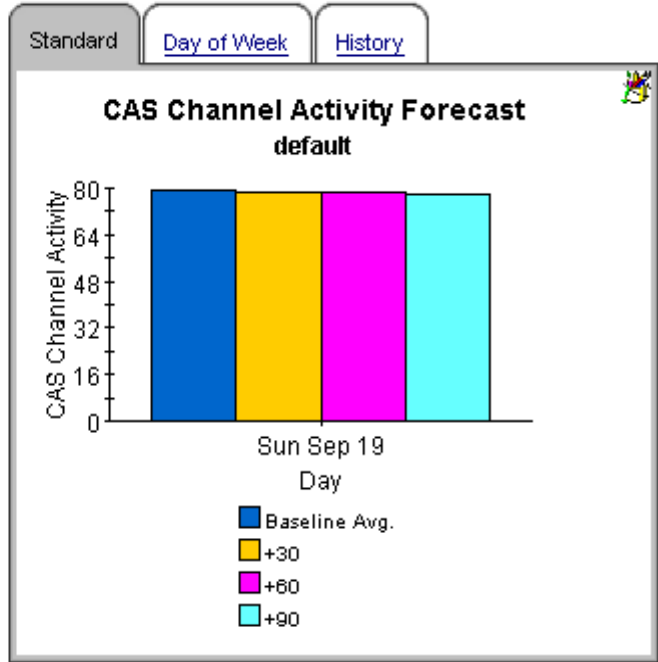 Standard Day of Week History
CAS Channel Activity Forecast
default
CAS Channel Activity
80
64
48
32
16
0
Sun Sep 19
Day
Baseline Avg.
+30
+60
+90